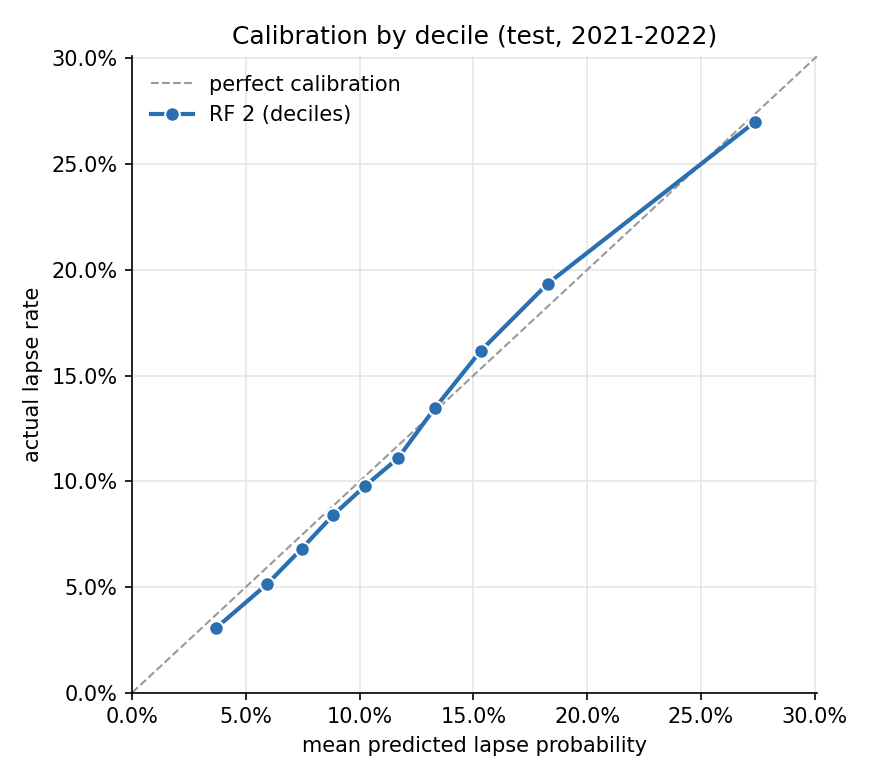 Calibration by decile (test, 2021-2022)
perfect calibration
RF 2 (deciles)
actual lapse rate
30.0%
25.0%
20.0%
15.0%
10.0%
5.0%
0.0%
0.0% 5.0% 10.0% 15.0% 20.0% 25.0% 30.0%
mean predicted lapse probability